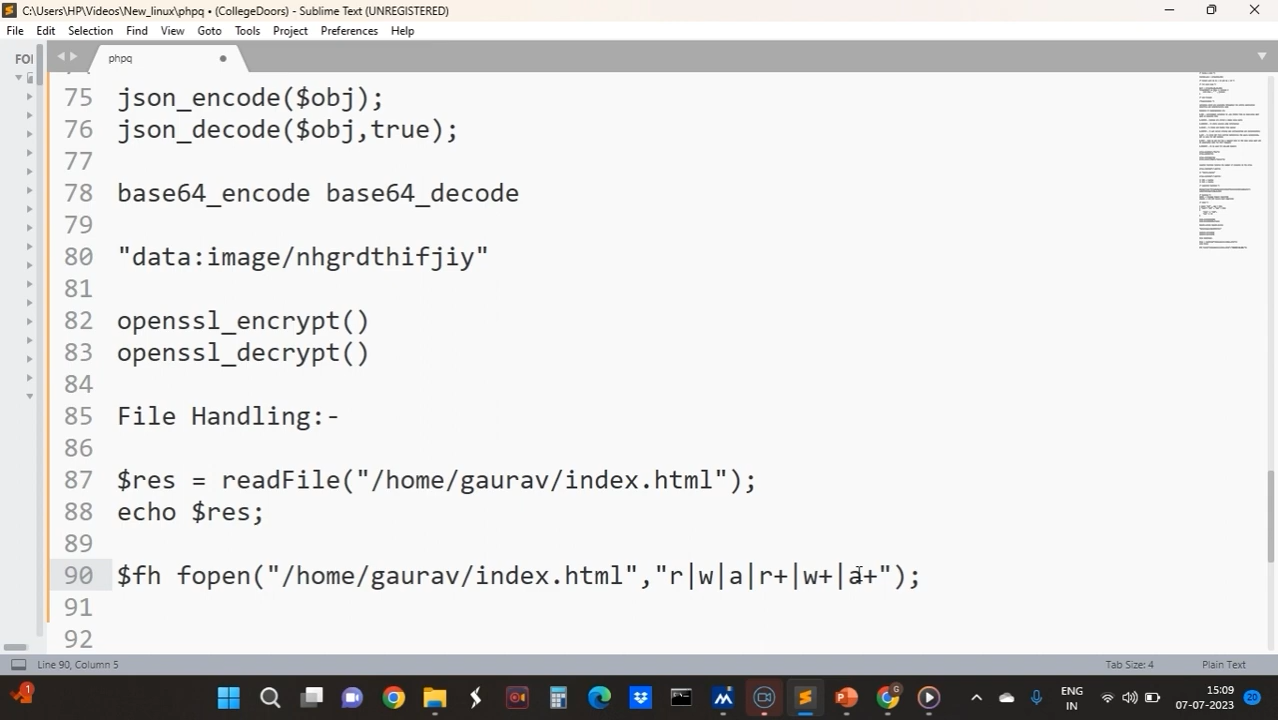 C:\Users\HP\Videos\New_linux\phpq • (CollegeDoors) - Sublime Text (UNREGISTERED)
File Edit Selection Find View Goto Tools Project Preferences Help
phpq
75 json_encode($obj);
76 json_decode($obj,true);
77
78 base64_encode base64_decode
79
80 "data:image/nhgrdthifjiy"
81
82 openssl_encrypt()
83 openssl_decrypt()
84
85 File Handling:-
86
87 $res = readFile("/home/gaurav/index.html");
88 echo $res;
89
90 $fh fopen("/home/gaurav/index.html","r|w|a|r+|w+|a+");
91
92
Line 90, Column 5 Tab Size: 4 Plain Text
1 ENG IN 15:09 07-07-2023 20